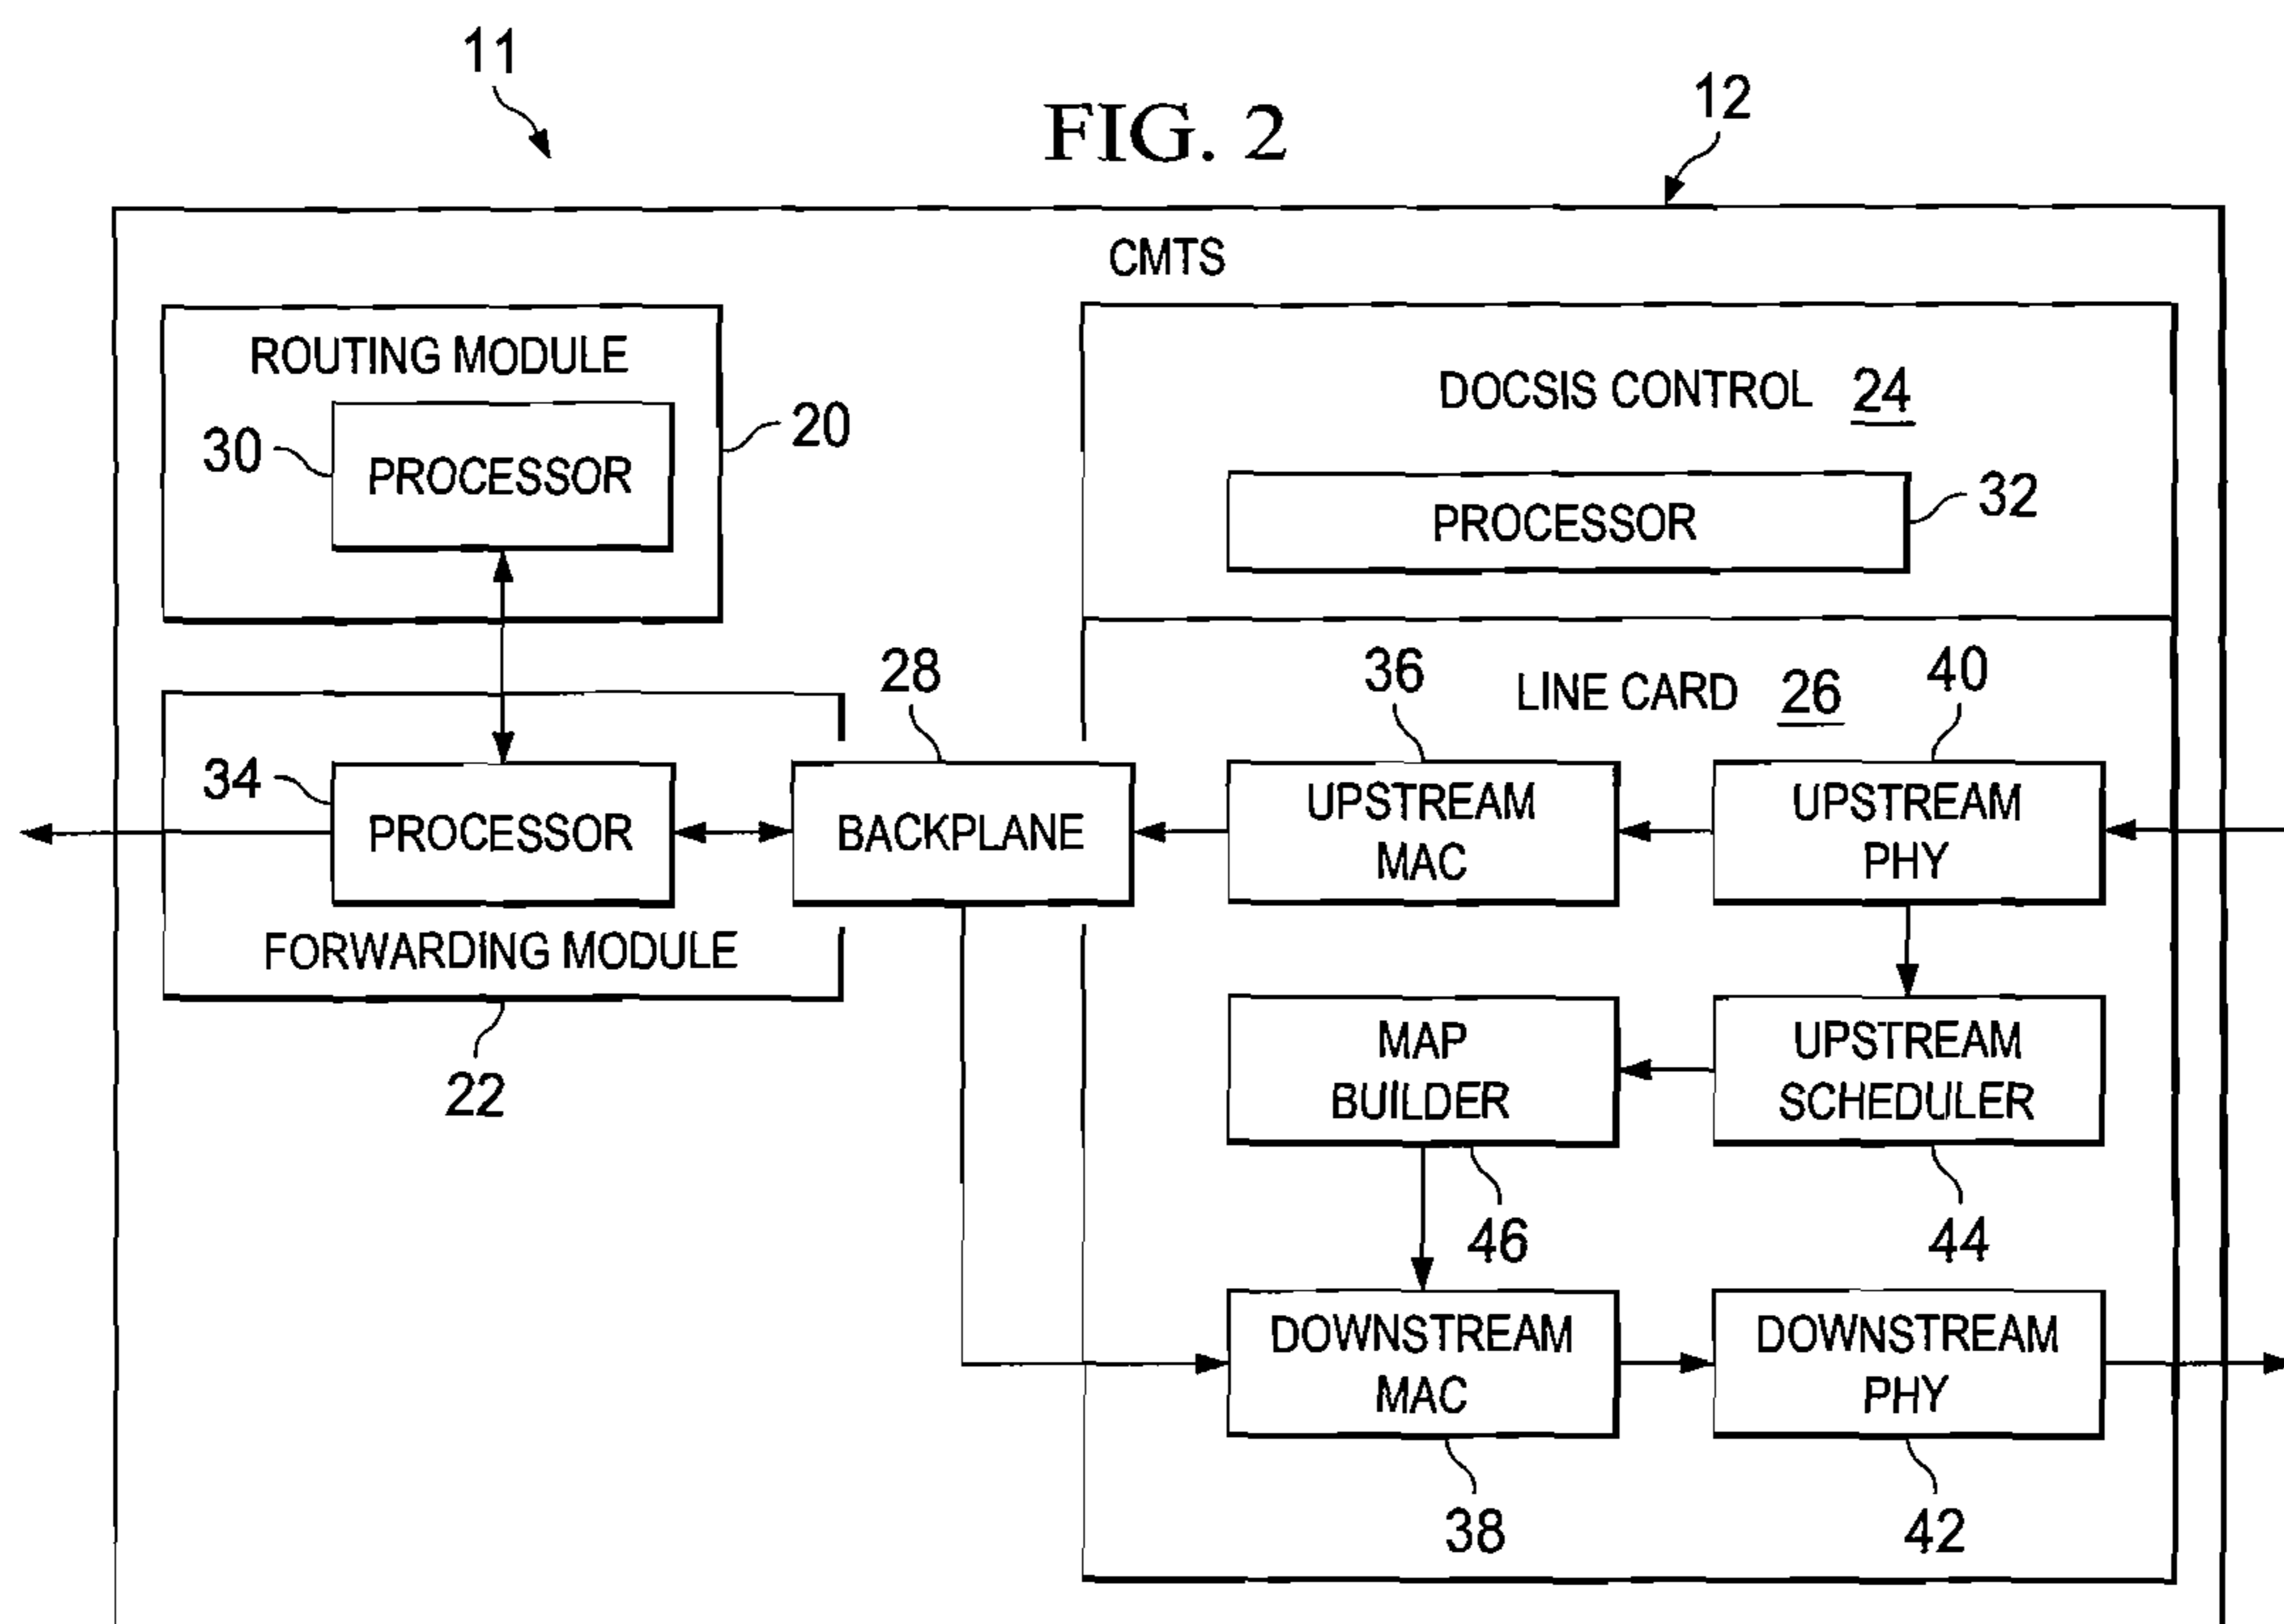 11
FIG. 2
12
CMTS
ROUTING MODULE
30
PROCESSOR
20
DOCSIS CONTROL 24
PROCESSOR
32
28
36
LINE CARD 26
40
34
PROCESSOR
BACKPLANE
UPSTREAM
MAC
UPSTREAM
PHY
FORWARDING MODULE
22
MAP
BUILDER
UPSTREAM
SCHEDULER
46
44
DOWNSTREAM
MAC
DOWNSTREAM
PHY
38
42